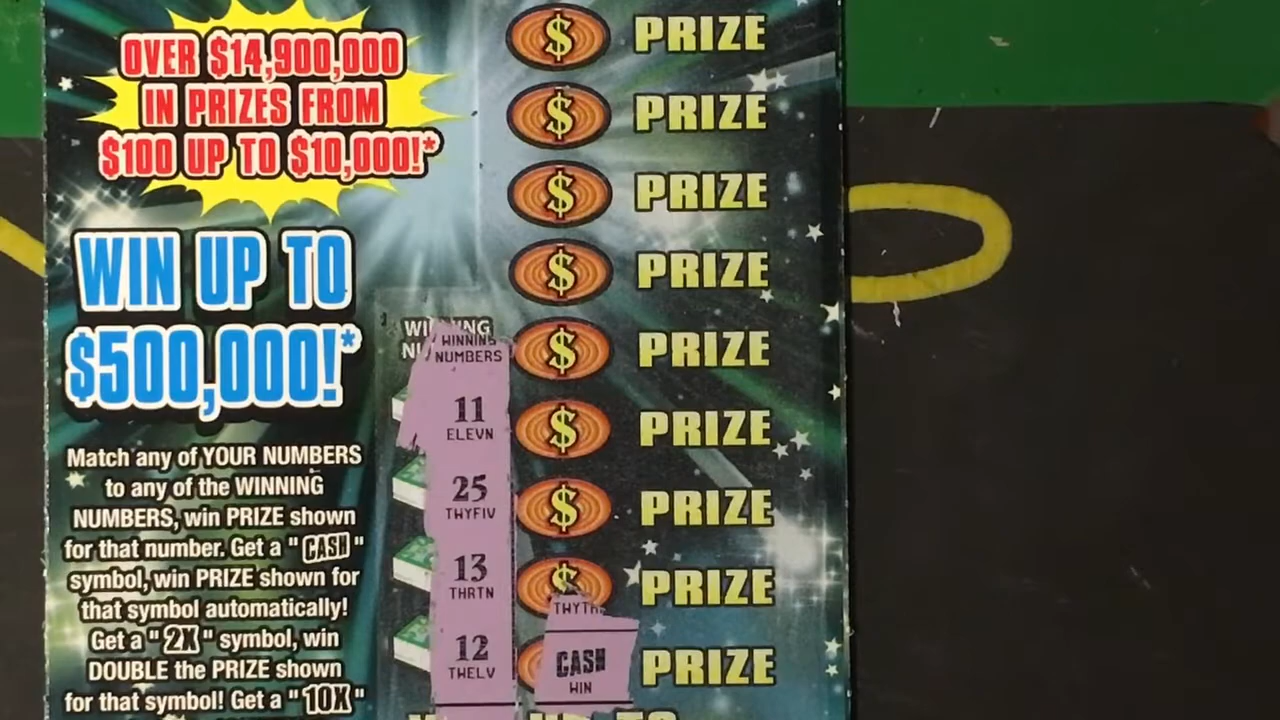 OVER $14,900,000
IN PRIZES FROM
$100 UP TO $10,000!*
WIN UP TO
$500,000!*
Match any of YOUR NUMBERS
to any of the WINNING
NUMBERS, win PRIZE shown
for that number. Get a "CASH"
symbol, win PRIZE shown for
that symbol automatically!
Get a "2X" symbol, win
DOUBLE the PRIZE shown
for that symbol! Get a "10X"
WINNING
NUMBERS
11
ELEVN
25
TWYFIV
13
THRTN
12
TWELV
$ PRIZE
$ PRIZE
$ PRIZE
$ PRIZE
$ PRIZE
$ PRIZE
$ PRIZE
$ PRIZE
PRIZE
CASH
WIN